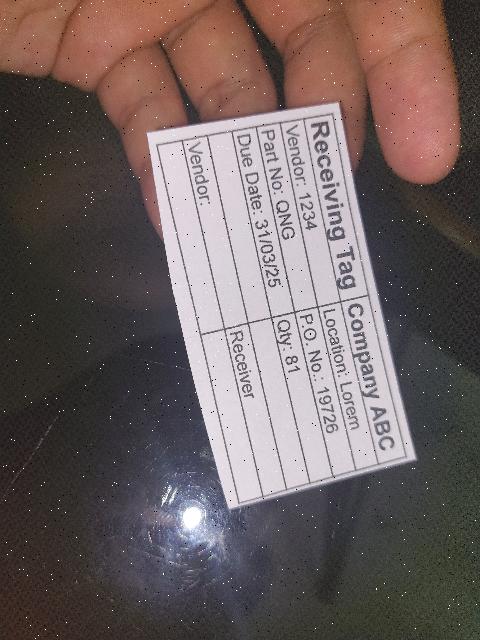 Receiving Tag Company ABC
Vendor: 1234 Location: Lorem
Part No: QNG P.O. No.: 19726
Due Date: 31/03/25 Qty: 81
Vendor: Receiver